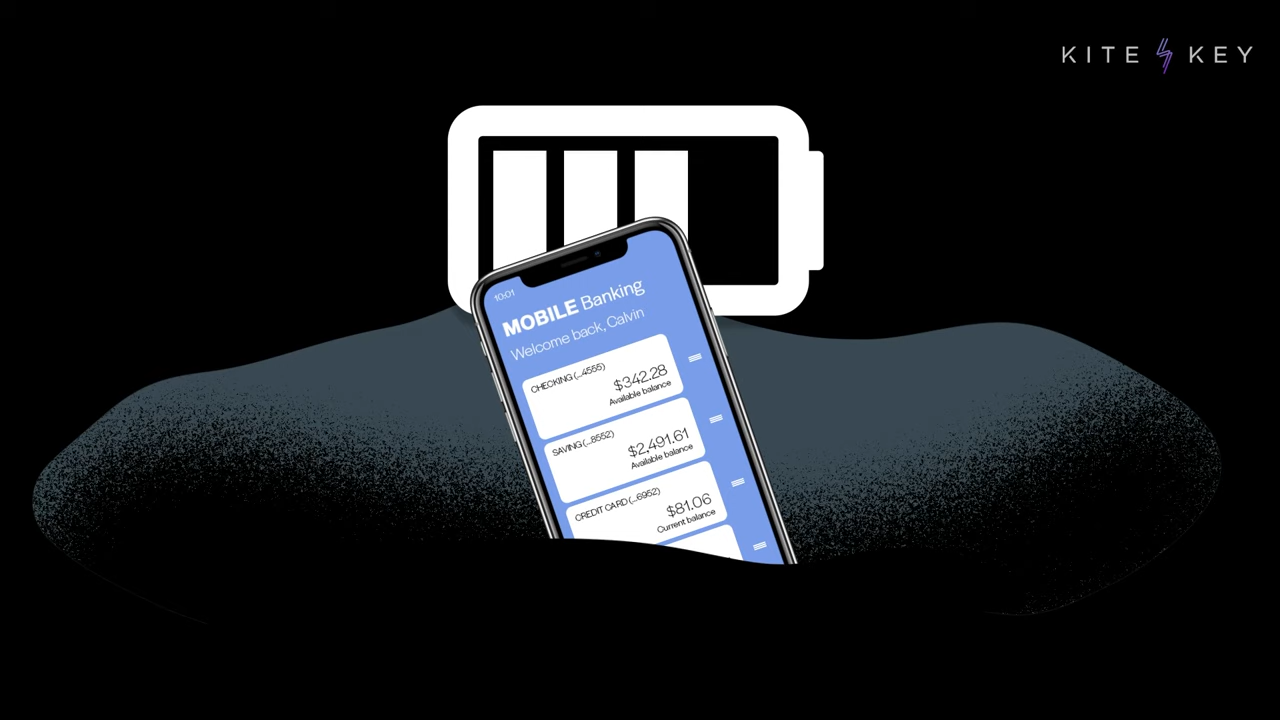 KITE KEY
10:01
MOBILE Banking
Welcome back, Calvin
CHECKING (...4555)
$342.28
Available balance
SAVING (...8552)
$2,491.61
Available balance
CREDIT CARD (...6952)
$81.06
Current balance